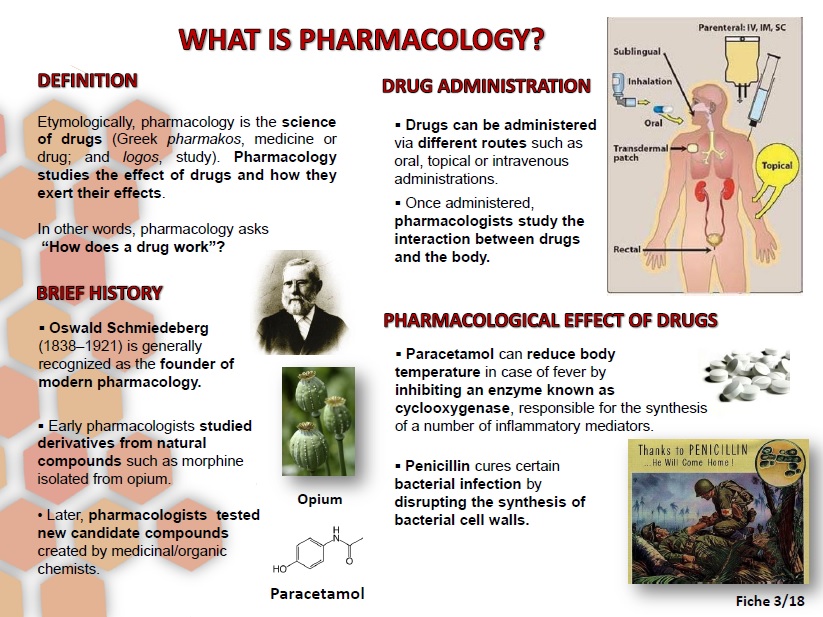 WHAT IS PHARMACOLOGY?
DEFINITION
Etymologically, pharmacology is the science
of drugs (Greek pharmakos, medicine or
drug; and logos, study). Pharmacology
studies the effect of drugs and how they
exert their effects.
In other words, pharmacology asks
“How does a drug work”?
BRIEF HISTORY
▪ Oswald Schmiedeberg
(1838–1921) is generally
recognized as the founder of
modern pharmacology.
▪ Early pharmacologists studied
derivatives from natural
compounds such as morphine
isolated from opium.
• Later, pharmacologists tested
new candidate compounds
created by medicinal/organic
chemists.
Opium
H
N
HO
O
Paracetamol
DRUG ADMINISTRATION
▪ Drugs can be administered
via different routes such as
oral, topical or intravenous
administrations.
▪ Once administered,
pharmacologists study the
interaction between drugs
and the body.
Parenteral: IV, IM, SC
Sublingual
Inhalation
Oral
Transdermal
patch
Topical
Rectal
PHARMACOLOGICAL EFFECT OF DRUGS
▪ Paracetamol can reduce body
temperature in case of fever by
inhibiting an enzyme known as
cyclooxygenase, responsible for the synthesis
of a number of inflammatory mediators.
▪ Penicillin cures certain
bacterial infection by
disrupting the synthesis of
bacterial cell walls.
Thanks to PENICILLIN
...He Will Come Home!
Fiche 3/18